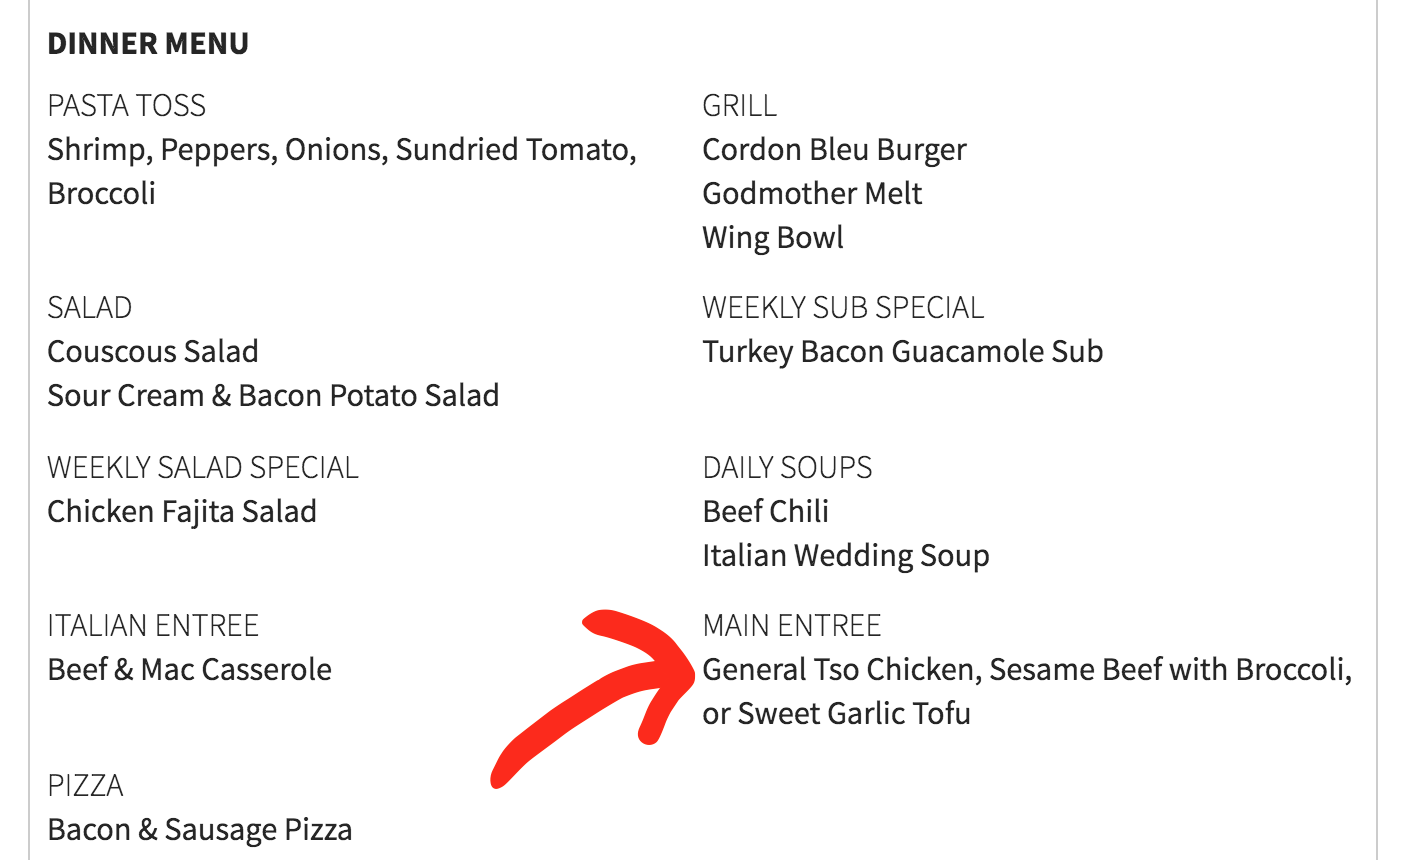 DINNER MENU
PASTA TOSS
Shrimp, Peppers, Onions, Sundried Tomato,
Broccoli
GRILL
Cordon Bleu Burger
Godmother Melt
Wing Bowl
SALAD
Couscous Salad
Sour Cream & Bacon Potato Salad
WEEKLY SUB SPECIAL
Turkey Bacon Guacamole Sub
WEEKLY SALAD SPECIAL
Chicken Fajita Salad
DAILY SOUPS
Beef Chili
Italian Wedding Soup
ITALIAN ENTREE
Beef & Mac Casserole
MAIN ENTREE
General Tso Chicken, Sesame Beef with Broccoli,
or Sweet Garlic Tofu
PIZZA
Bacon & Sausage Pizza